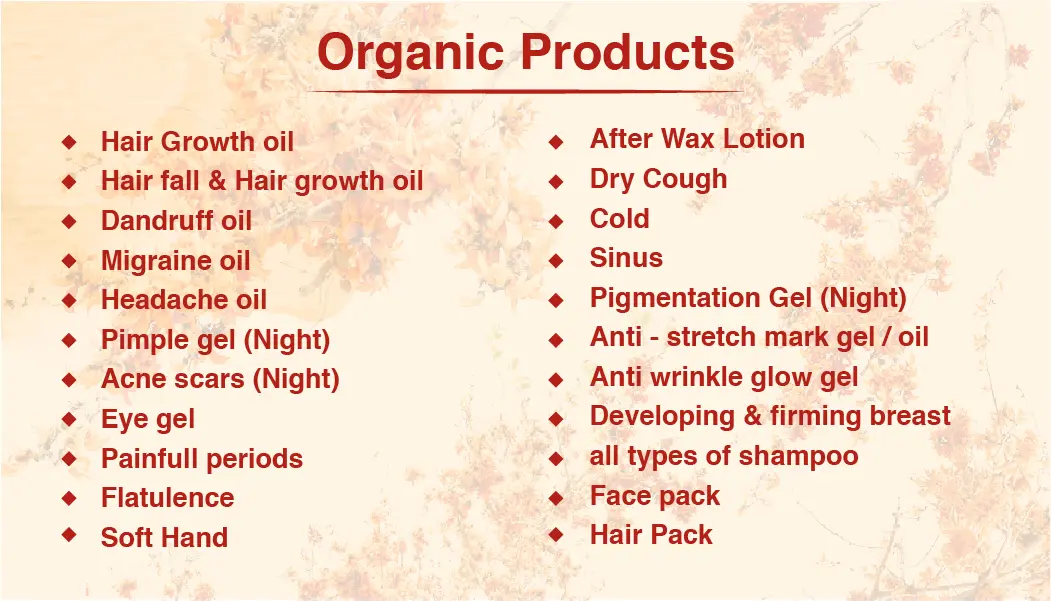 Organic Products
Hair Growth oil
Hair fall & Hair growth oil
Dandruff oil
Migraine oil
Headache oil
Pimple gel (Night)
Acne scars (Night)
Eye gel
Painfull periods
Flatulence
Soft Hand
After Wax Lotion
Dry Cough
Cold
Sinus
Pigmentation Gel (Night)
Anti - stretch mark gel / oil
Anti wrinkle glow gel
Developing & firming breast
all types of shampoo
Face pack
Hair Pack